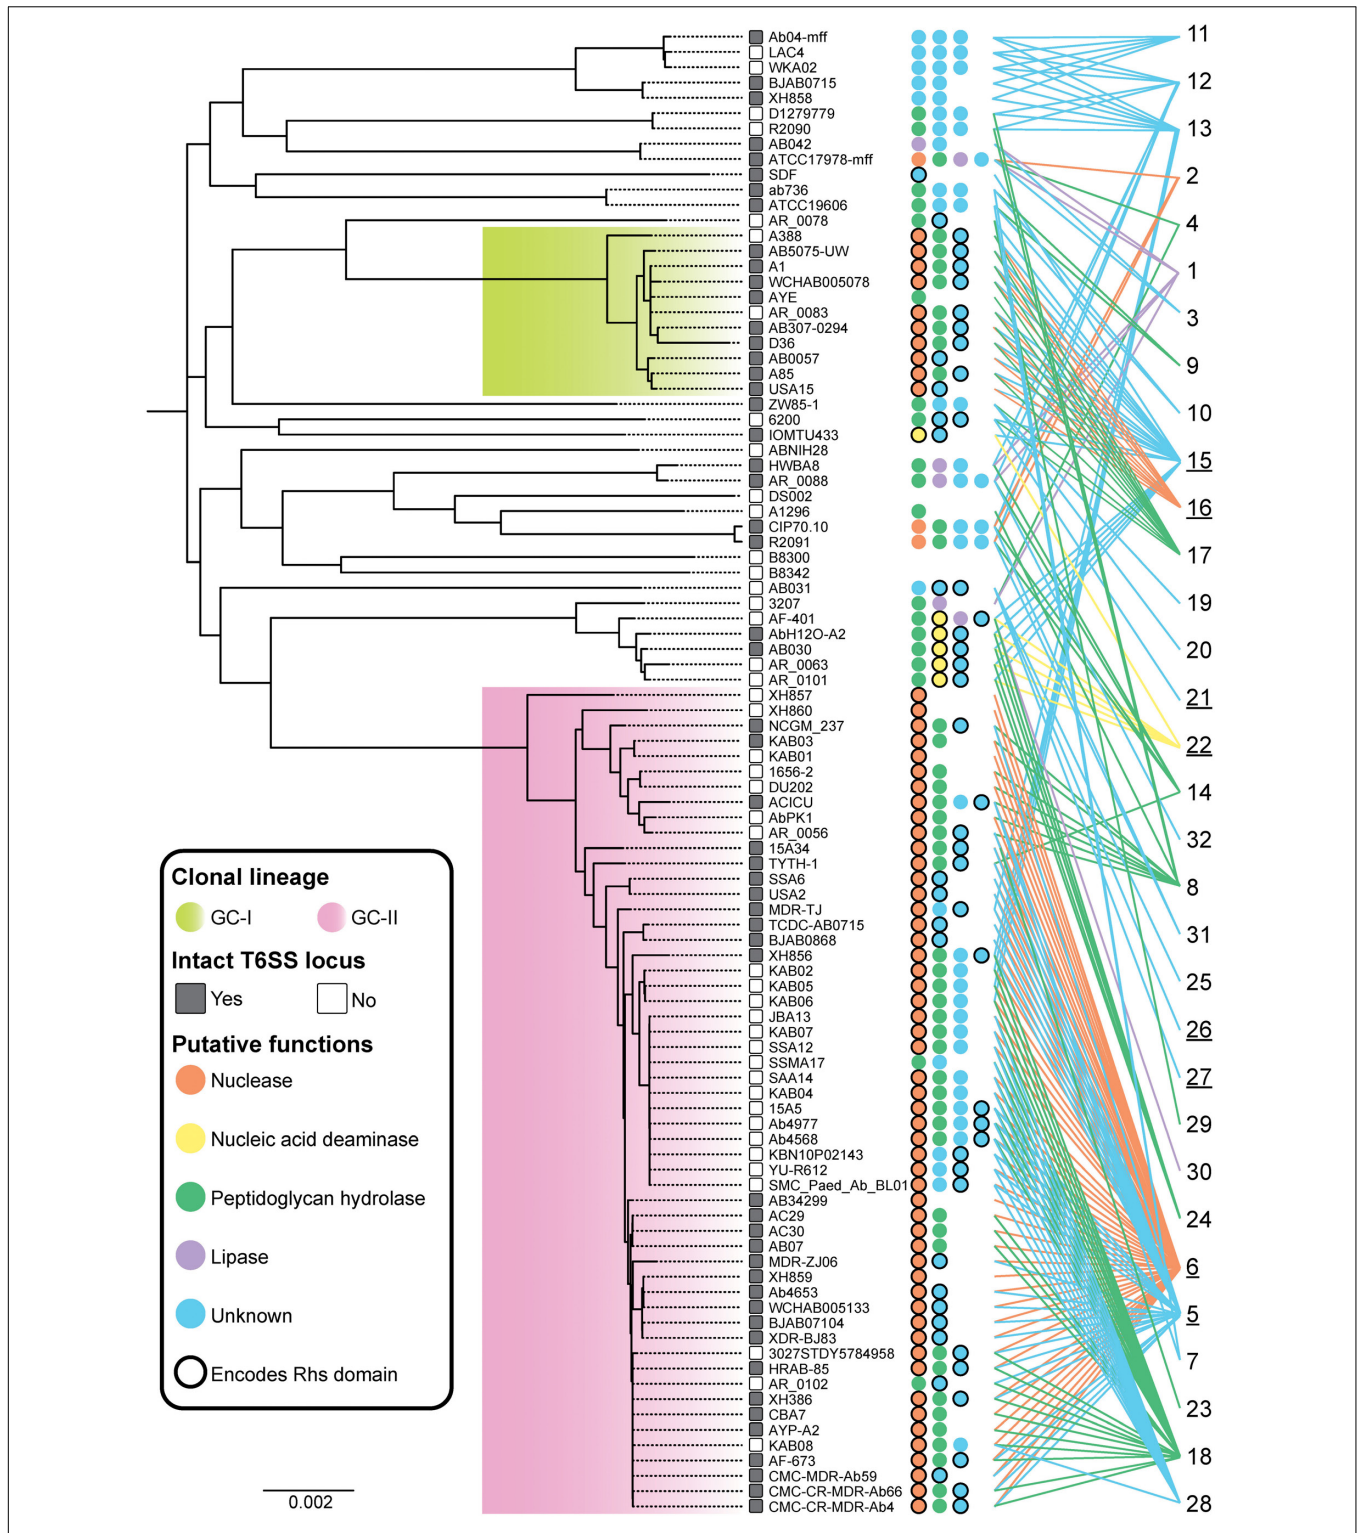 Ab04-mff
LAC4
WKA02
BJAB0715
XH858
D1279779
R2090
AB042
ATCC17978-mff
SDF
ab736
ATCC19606
AR_0078
A388
AB5075-UW
A1
WCHAB005078
AYE
AR_0083
AB307-0294
D36
AB0057
A85
USA15
ZW85-1
6200
IOMTU433
ABNIH28
HWBA8
AR_0088
DS002
A1296
CIP70.10
R2091
B8300
B8342
AB031
3207
AF-401
AbH12O-A2
AB030
AR_0063
AR_0101
XH857
XH860
NCGM_237
KAB03
KAB01
1656-2
DU202
ACICU
AbPK1
AR_0056
15A34
TYTH-1
SSA6
USA2
MDR-TJ
TCDC-AB0715
BJAB0868
XH856
KAB02
KAB05
KAB06
JBA13
KAB07
SSA12
SSMA17
SAA14
KAB04
15A5
Ab4977
Ab4568
KBN10P02143
YU-R612
SMC_Paed_Ab_BL01
AB34299
AC29
AC30
AB07
MDR-ZJ06
XH859
Ab4653
WCHAB005133
BJAB07104
XDR-BJ83
3027STDY5784958
HRAB-85
AR_0102
XH386
CBA7
AYP-A2
KAB08
AF-673
CMC-MDR-Ab59
CMC-CR-MDR-Ab66
CMC-CR-MDR-Ab4
11
12
13
2
4
1
3
9
10
15
16
17
19
20
21
22
14
32
8
31
25
26
27
29
30
24
6
5
7
23
18
28
Clonal lineage
GC-I GC-II
Intact T6SS locus
Yes No
Putative functions
Nuclease
Nucleic acid deaminase
Peptidoglycan hydrolase
Lipase
Unknown
Encodes Rhs domain
0.002